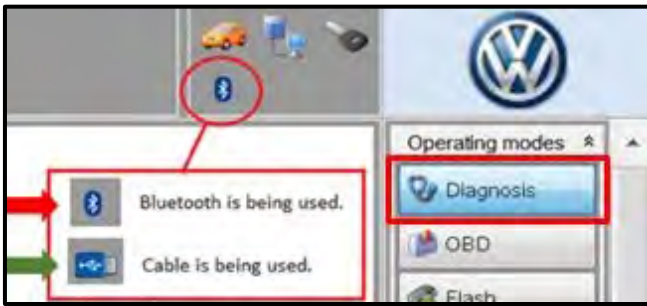 Operating modes
Diagnosis
OBD
Flash
Bluetooth is being used.
Cable is being used.